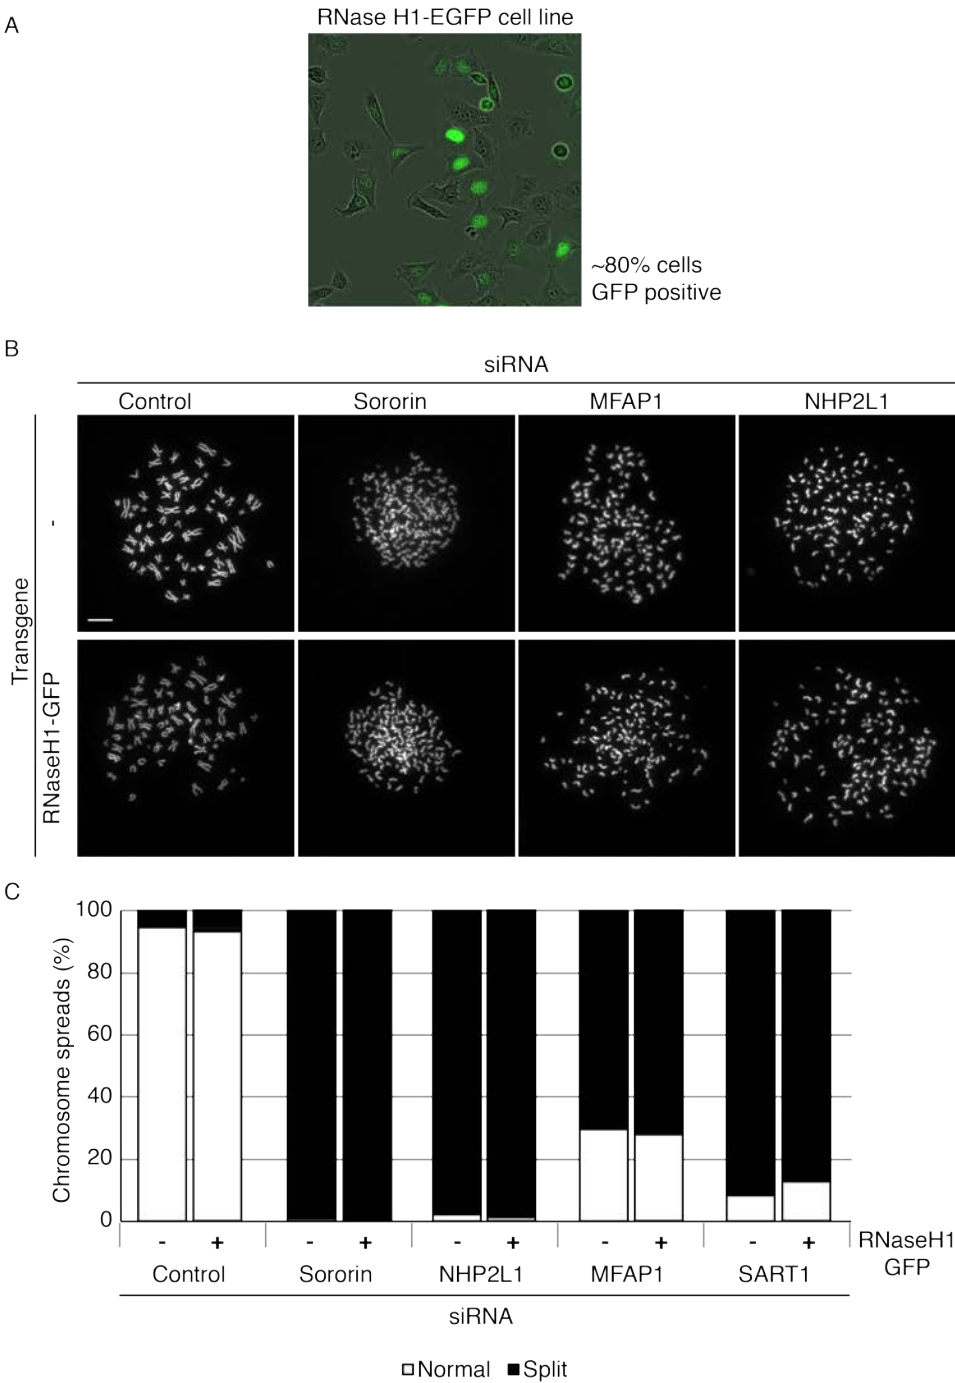 A
RNase H1-EGFP cell line
~80% cells
GFP positive
B
siRNA
Control Sororin MFAP1 NHP2L1
Transgene
-
RNaseH1-GFP
C
Chromosome spreads (%)
100
80
60
40
20
0
- + - + - + - + - + RNaseH1
GFP
Control Sororin NHP2L1 MFAP1 SART1
siRNA
Normal Split